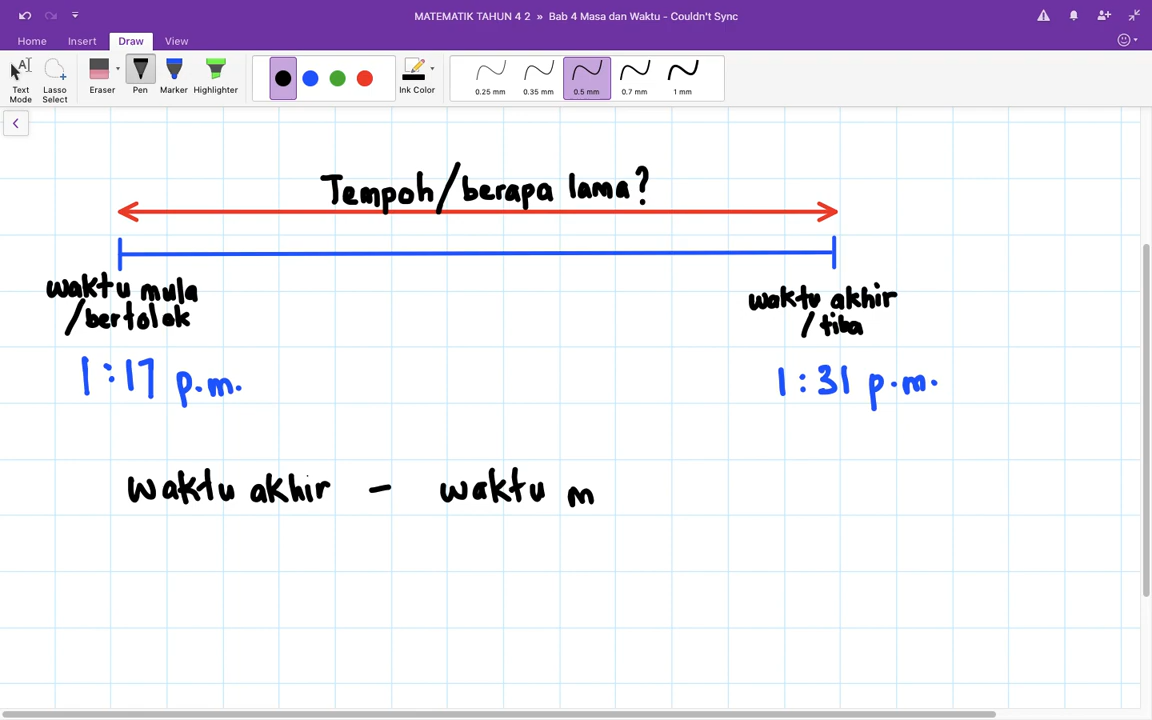 MATEMATIK TAHUN 4 2 » Bab 4 Masa dan Waktu - Couldn't Sync
Home Insert Draw View
Text Mode Lasso Select Eraser Pen Marker Highlighter Ink Color 0.25 mm 0.35 mm 0.5 mm 0.7 mm 1 mm
Tempoh/berapa lama?
waktu mula
/bertolak
waktu akhir
/tiba
1:17 p.m.
1:31 p.m.
waktu akhir - waktu m